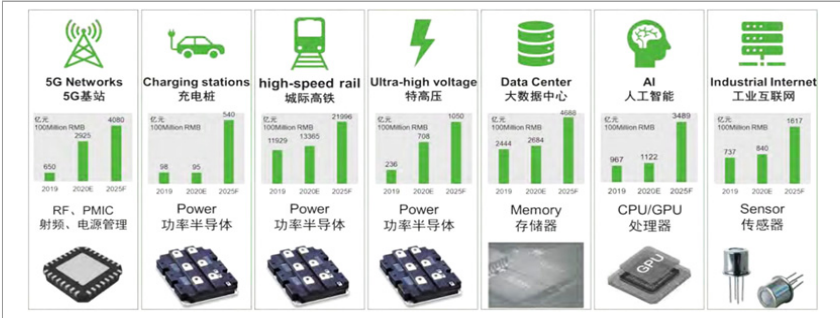 5G Networks
5G基站
亿元
100Million RMB
650
2925
4080
2019 2020E 2025F
RF、PMIC
射频、电源管理
Charging stations
充电桩
亿元
100Million RMB
98
95
540
2019 2020E 2025F
Power
功率半导体
high-speed rail
城际高铁
亿元
100Million RMB
11929
13365
21996
2019 2020E 2025F
Power
功率半导体
Ultra-high voltage
特高压
亿元
100Million RMB
236
708
1050
2019 2020E 2025F
Power
功率半导体
Data Center
大数据中心
亿元
100Million RMB
2444
2684
4688
2019 2020E 2025F
Memory
存储器
AI
人工智能
亿元
100Million RMB
967
1122
3489
2019 2020E 2025F
CPU/GPU
处理器
GPU
Industrial Internet
工业互联网
亿元
100Million RMB
737
840
1617
2019 2020E 2025F
Sensor
传感器